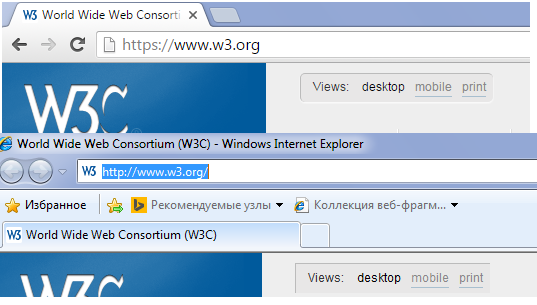 W3 World Wide Web Consorti
https://www.w3.org
W3C
Views: desktop mobile print
World Wide Web Consortium (W3C) - Windows Internet Explorer
W3 http://www.w3.org/
Избранное Рекомендуемые узлы Коллекция веб-фрагм...
W3 World Wide Web Consortium (W3C)
W3C
Views: desktop mobile print